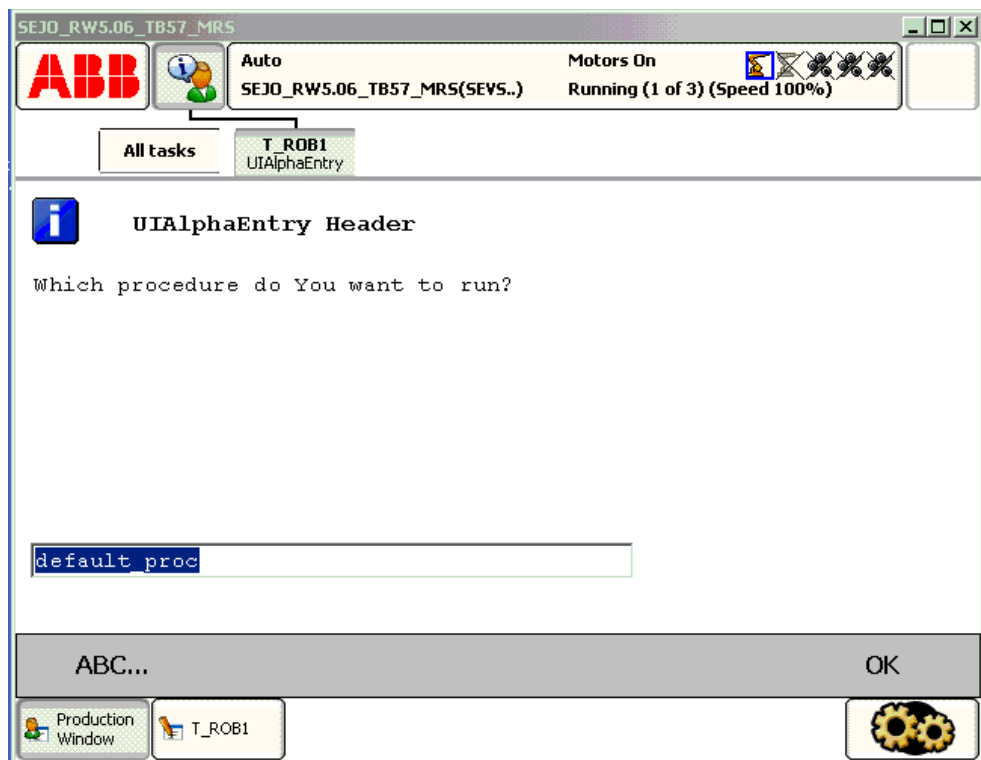 SEJO_RW5.06_TB57_MRS
ABB
Auto
SEJO_RW5.06_TB57_MRS(SEVS..)
Motors On
Running (1 of 3) (Speed 100%)
All tasks
T_ROB1
UIAlphaEntry
i
UIAlphaEntry Header
Which procedure do You want to run?
default_proc
ABC...
OK
Production
Window
T_ROB1